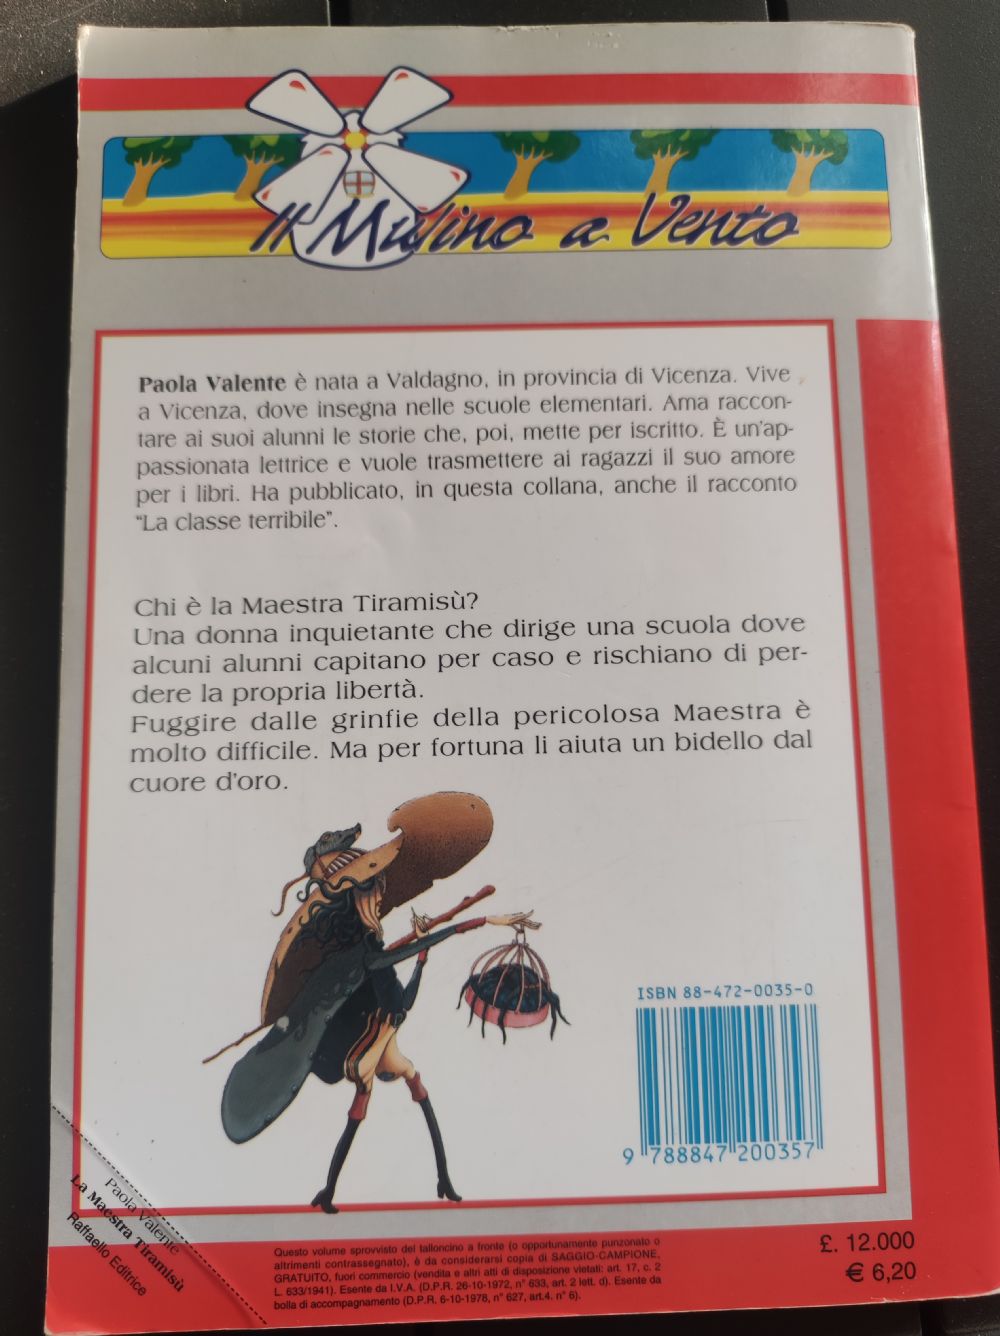 Il Mulino a Vento
Paola Valente è nata a Valdagno, in provincia di Vicenza. Vive
a Vicenza, dove insegna nelle scuole elementari. Ama raccon-
tare ai suoi alunni le storie che, poi, mette per iscritto. È un'ap-
passionata lettrice e vuole trasmettere ai ragazzi il suo amore
per i libri. Ha pubblicato, in questa collana, anche il racconto
"La classe terribile".
Chi è la Maestra Tiramisù?
Una donna inquietante che dirige una scuola dove
alcuni alunni capitano per caso e rischiano di per-
dere la propria libertà.
Fuggire dalle grinfie della pericolosa Maestra è
molto difficile. Ma per fortuna li aiuta un bidello dal
cuore d'oro.
ISBN 88-472-0035-0
9 788847 200357
Paola Valente
La Maestra Tiramisù
Raffaello Editrice
Questo volume sprovvisto del talloncino a fronte (o opportunamente punzonato o
altrimenti contrassegnato), è da considerarsi copia di SAGGIO-CAMPIONE,
GRATUITO, fuori commercio (vendita e altri atti di disposizione vietati: art. 17, c. 2
L. 633/1941). Esente da I.V.A. (D.P.R. 26-10-1972, n° 633, art. 2 lett. d). Esente da
bolla di accompagnamento (D.P.R. 6-10-1978, n° 627, art.4. n° 6).
£. 12.000
€ 6,20